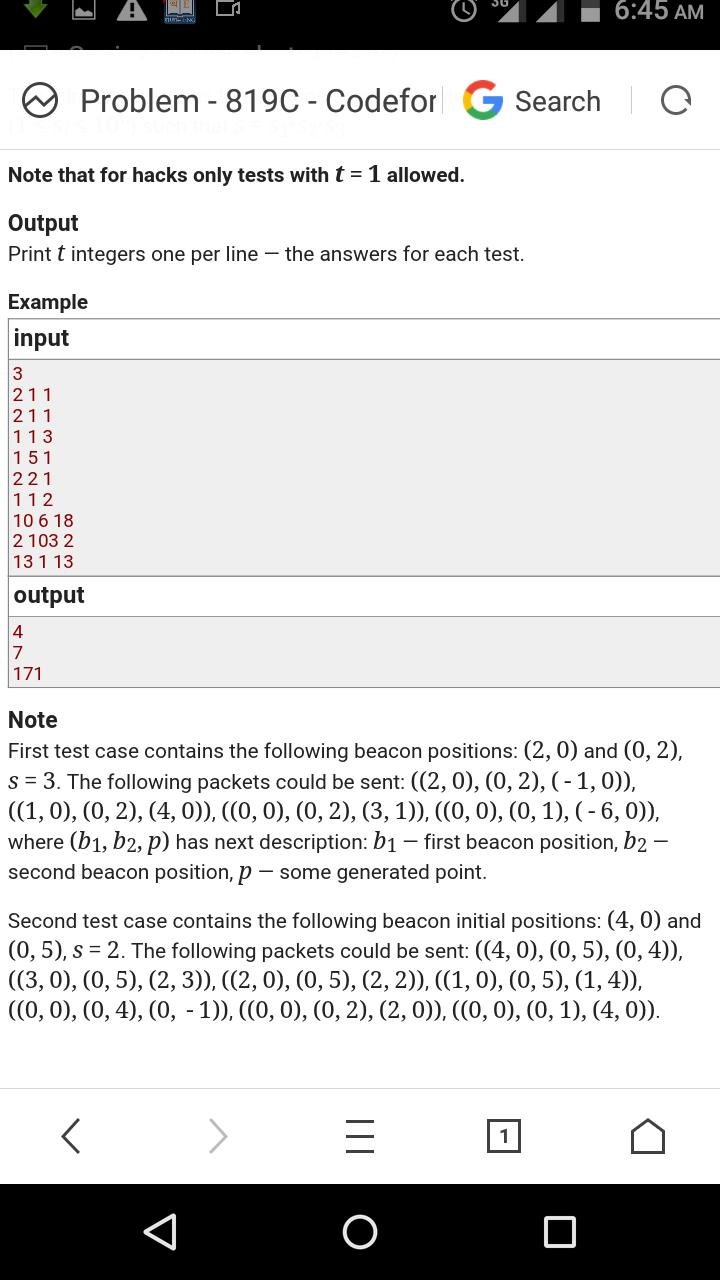 3G
6:45 AM
Problem - 819C - Codefor
Search
Note that for hacks only tests with t = 1 allowed.
Output
Print t integers one per line — the answers for each test.
Example
input
3
2 1 1
2 1 1
1 1 3
1 5 1
2 2 1
1 1 2
10 6 18
2 103 2
13 1 13
output
4
7
171
Note
First test case contains the following beacon positions: (2, 0) and (0, 2),
s = 3. The following packets could be sent: ((2, 0), (0, 2), ( - 1, 0)),
((1, 0), (0, 2), (4, 0)), ((0, 0), (0, 2), (3, 1)), ((0, 0), (0, 1), ( - 6, 0)),
where (b1, b2, p) has next description: b1 — first beacon position, b2 —
second beacon position, p — some generated point.
Second test case contains the following beacon initial positions: (4, 0) and
(0, 5), s = 2. The following packets could be sent: ((4, 0), (0, 5), (0, 4)),
((3, 0), (0, 5), (2, 3)), ((2, 0), (0, 5), (2, 2)), ((1, 0), (0, 5), (1, 4)),
((0, 0), (0, 4), (0,  - 1)), ((0, 0), (0, 2), (2, 0)), ((0, 0), (0, 1), (4, 0)).
1